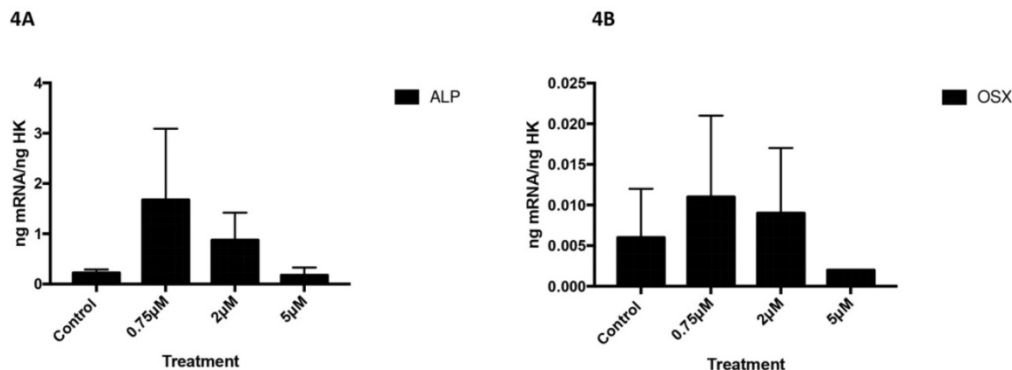 4A
4
3
2
1
0
ng mRNA/ng HK
Control
0.75μM
2μM
5μM
Treatment
ALP
4B
0.025
0.020
0.015
0.010
0.005
0.000
ng mRNA/ng HK
Control
0.75μM
2μM
5μM
Treatment
OSX